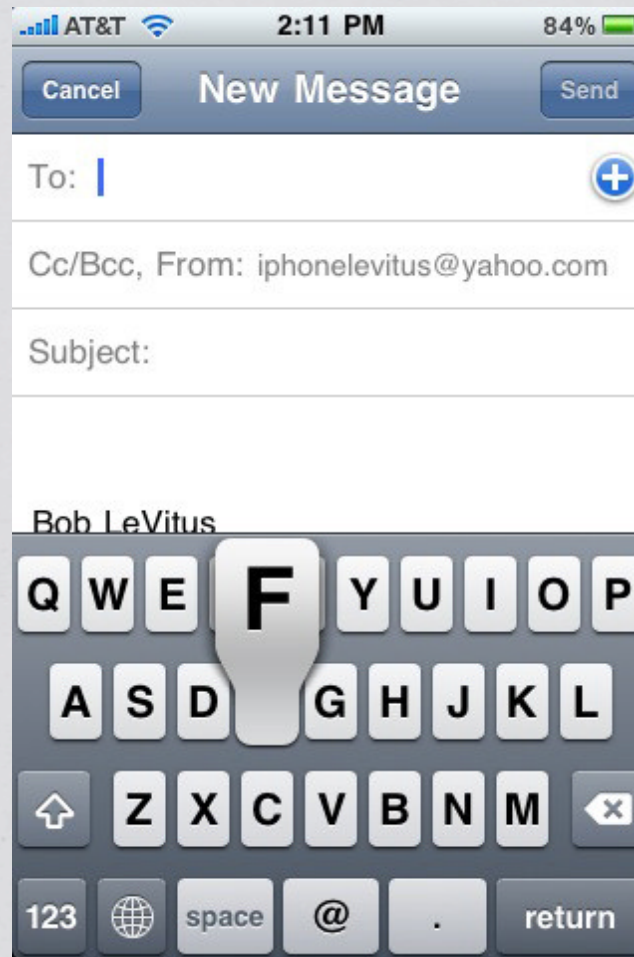 AT&T 2:11 PM 84%
Cancel New Message Send
To:
Cc/Bcc, From: iphonelevitus@yahoo.com
Subject:
Bob LeVitus
Q W E F Y U I O P
A S D G H J K L
Z X C V B N M
123 space @ . return